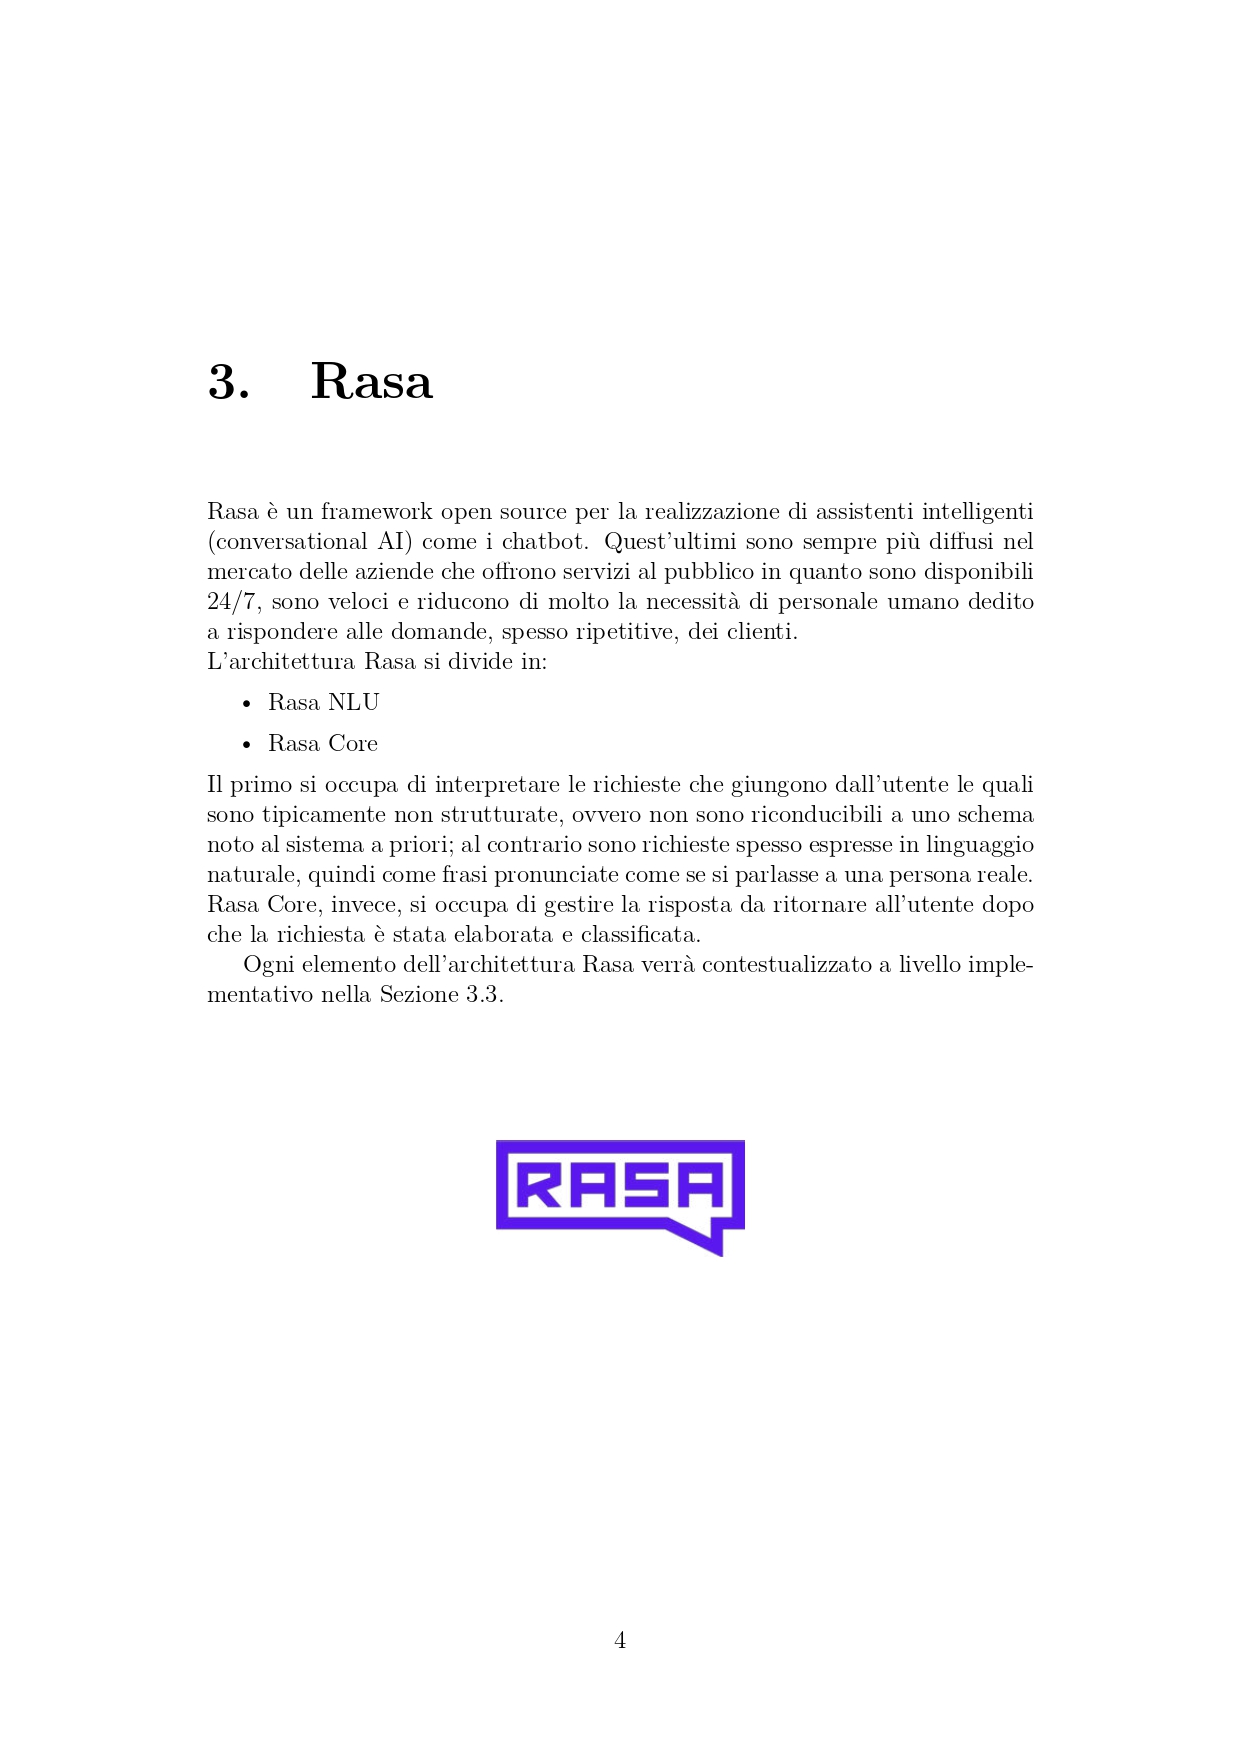 3. Rasa
Rasa è un framework open source per la realizzazione di assistenti intelligenti
(conversational AI) come i chatbot. Quest'ultimi sono sempre più diffusi nel
mercato delle aziende che offrono servizi al pubblico in quanto sono disponibili
24/7, sono veloci e riducono di molto la necessità di personale umano dedito
a rispondere alle domande, spesso ripetitive, dei clienti.
L'architettura Rasa si divide in:
• Rasa NLU
• Rasa Core
Il primo si occupa di interpretare le richieste che giungono dall'utente le quali
sono tipicamente non strutturate, ovvero non sono riconducibili a uno schema
noto al sistema a priori; al contrario sono richieste spesso espresse in linguaggio
naturale, quindi come frasi pronunciate come se si parlasse a una persona reale.
Rasa Core, invece, si occupa di gestire la risposta da ritornare all'utente dopo
che la richiesta è stata elaborata e classificata.
Ogni elemento dell'architettura Rasa verrà contestualizzato a livello imple-
mentativo nella Sezione 3.3.
RASA
4